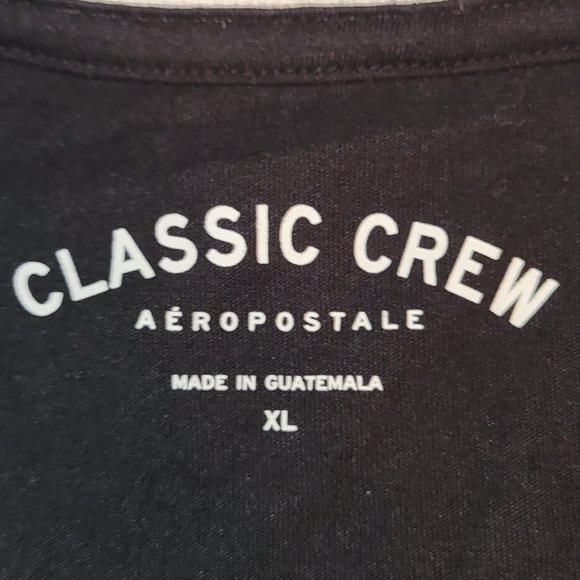 CLASSIC CREW
AÉROPOSTALE
MADE IN GUATEMALA
XL